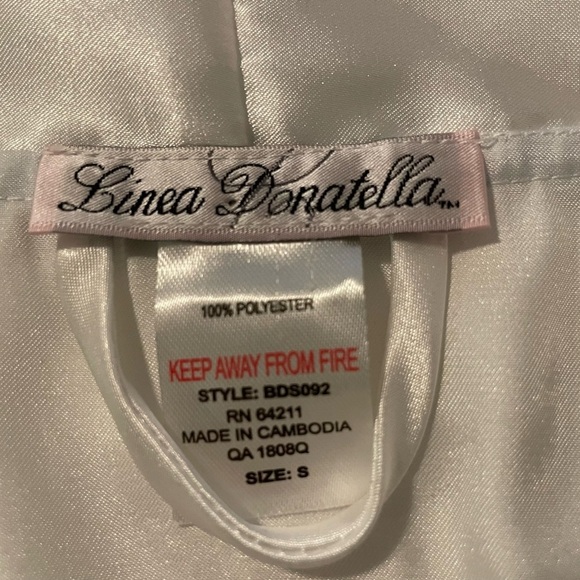 Linea Donatella™
100% POLYESTER
KEEP AWAY FROM FIRE
STYLE: BDS092
RN 64211
MADE IN CAMBODIA
QA 1808Q
SIZE: S